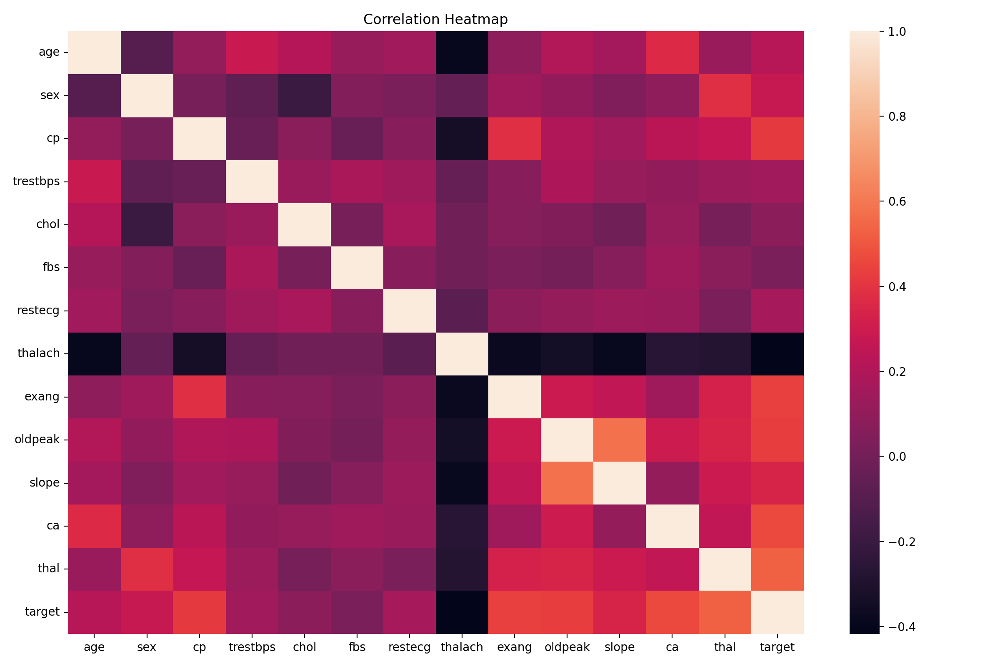 Correlation Heatmap
age
sex
cp
trestbps
chol
fbs
restecg
thalach
exang
oldpeak
slope
ca
thal
target
age sex cp trestbps chol fbs restecg thalach exang oldpeak slope ca thal target
1.0
0.8
0.6
0.4
0.2
0.0
−0.2
−0.4